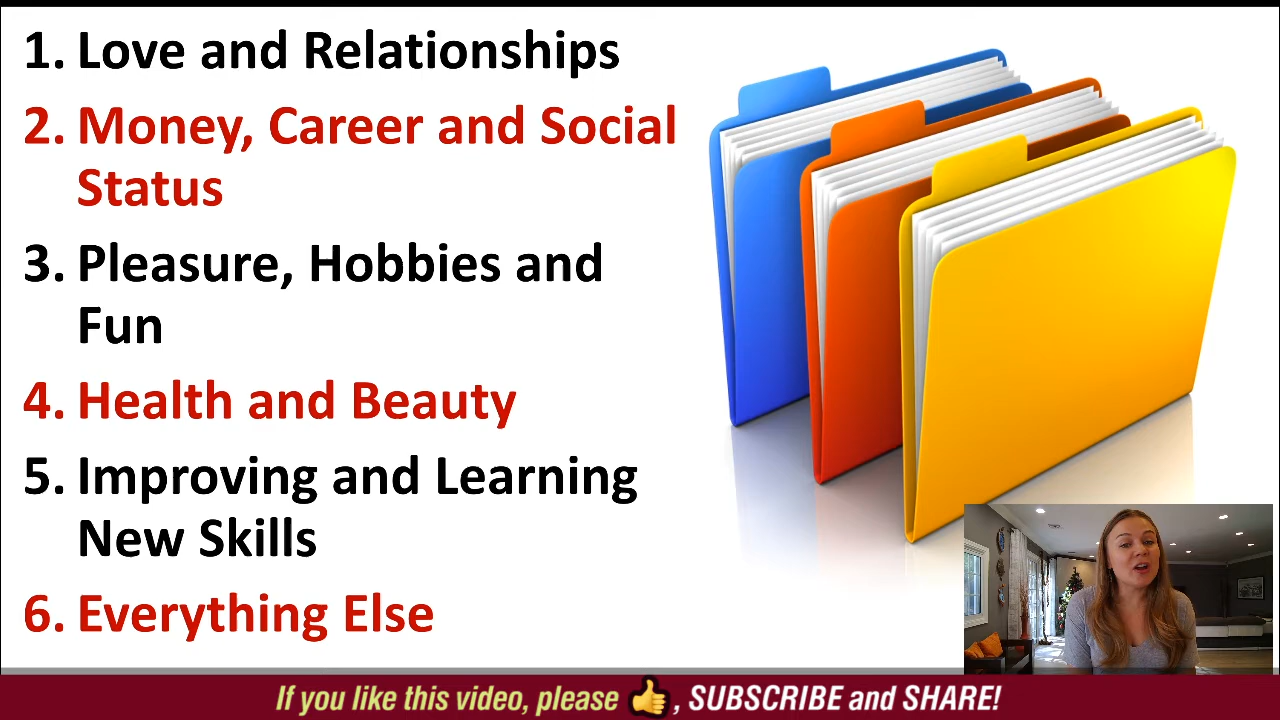 1. Love and Relationships
2. Money, Career and Social
Status
3. Pleasure, Hobbies and
Fun
4. Health and Beauty
5. Improving and Learning
New Skills
6. Everything Else
If you like this video, please 👍, SUBSCRIBE and SHARE!